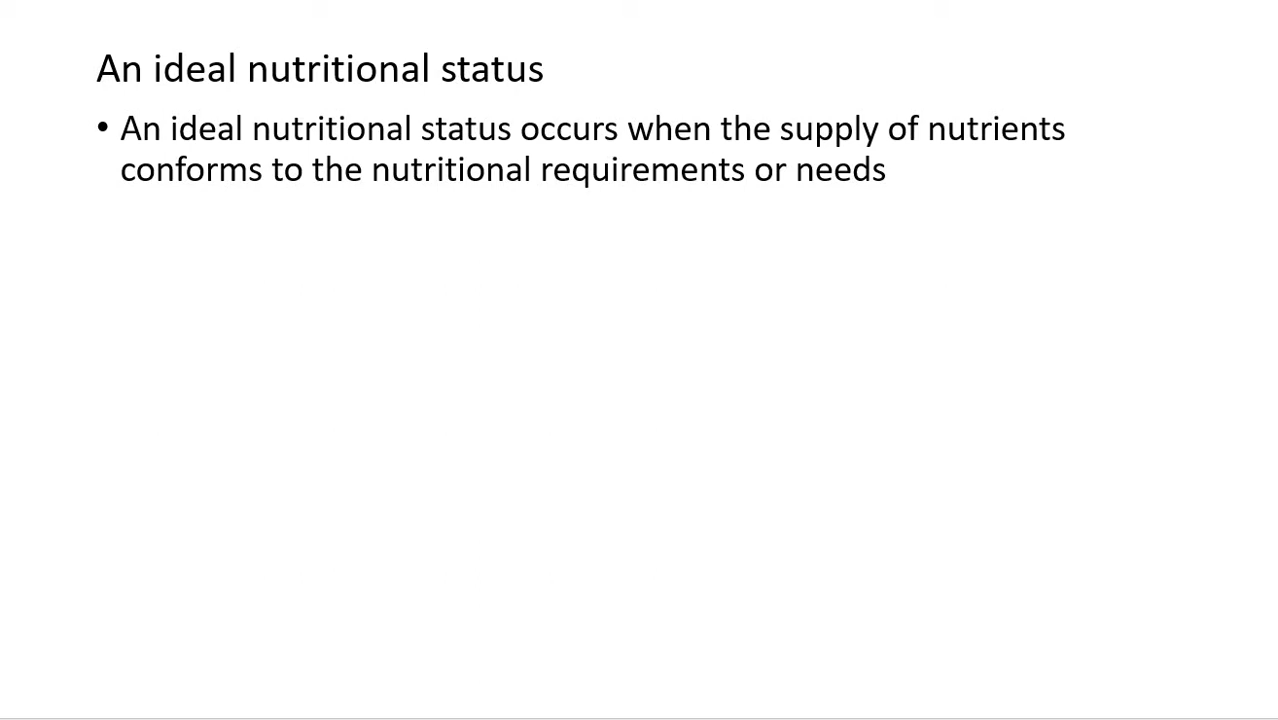 An ideal nutritional status
• An ideal nutritional status occurs when the supply of nutrients
conforms to the nutritional requirements or needs